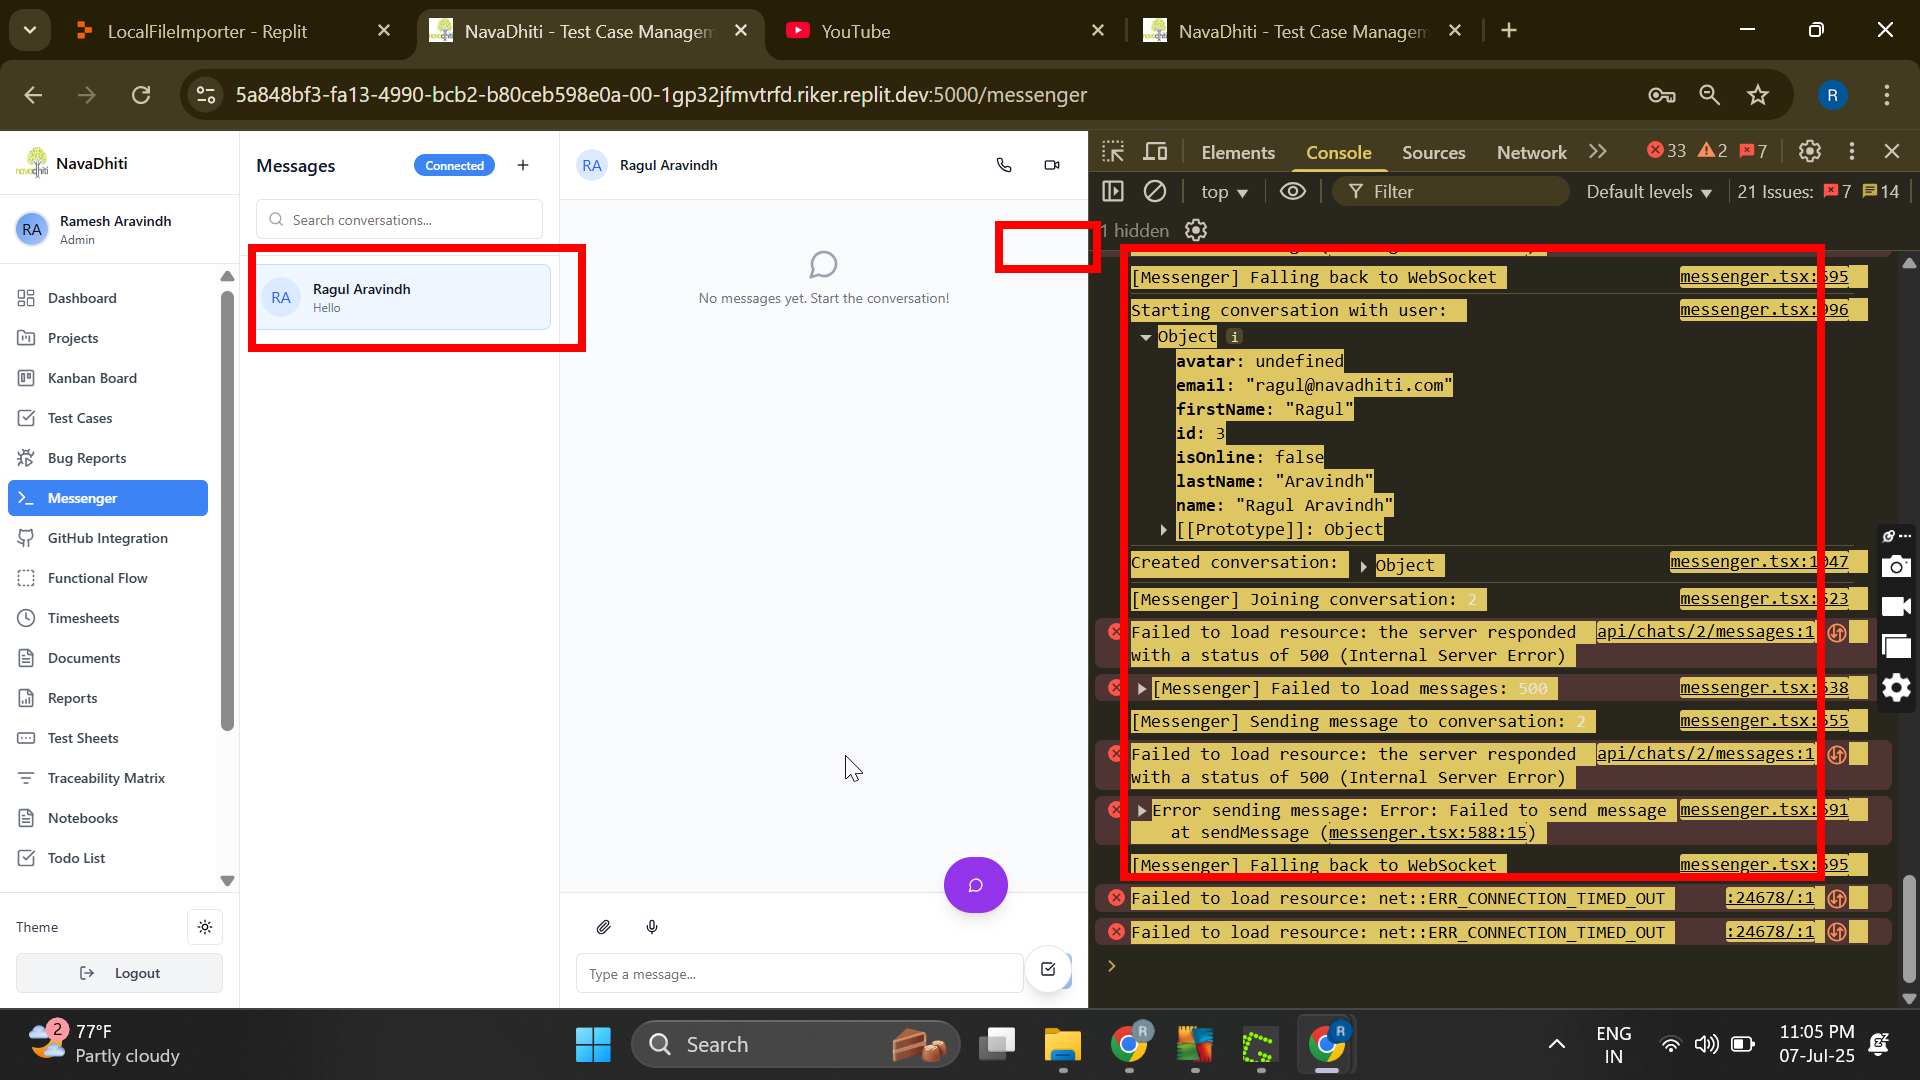 LocalFileImporter - Replit
NavaDhiti - Test Case Managem
YouTube
NavaDhiti - Test Case Managem
5a848bf3-fa13-4990-bcb2-b80ceb598e0a-00-1gp32jfmvtrfd.riker.replit.dev:5000/messenger
R
NavaDhiti
RA
Ramesh Aravindh
Admin
Dashboard
Projects
Kanban Board
Test Cases
Bug Reports
Messenger
GitHub Integration
Functional Flow
Timesheets
Documents
Reports
Test Sheets
Traceability Matrix
Notebooks
Todo List
Theme
Logout
Messages
Connected
Search conversations...
RA
Ragul Aravindh
Hello
RA
Ragul Aravindh
No messages yet. Start the conversation!
Type a message...
Elements
Console
Sources
Network
33
2
7
top
Filter
Default levels
21 Issues:
7
14
1 hidden
[Messenger] Falling back to WebSocket messenger.tsx:595
Starting conversation with user: messenger.tsx:996
Object
avatar: undefined
email: "ragul@navadhiti.com"
firstName: "Ragul"
id: 3
isOnline: false
lastName: "Aravindh"
name: "Ragul Aravindh"
[[Prototype]]: Object
Created conversation: Object messenger.tsx:1047
[Messenger] Joining conversation: 2 messenger.tsx:523
Failed to load resource: the server responded api/chats/2/messages:1
with a status of 500 (Internal Server Error)
[Messenger] Failed to load messages: 500 messenger.tsx:538
[Messenger] Sending message to conversation: 2 messenger.tsx:555
Failed to load resource: the server responded api/chats/2/messages:1
with a status of 500 (Internal Server Error)
Error sending message: Error: Failed to send message messenger.tsx:591
at sendMessage (messenger.tsx:588:15)
[Messenger] Falling back to WebSocket messenger.tsx:595
Failed to load resource: net::ERR_CONNECTION_TIMED_OUT :24678/:1
Failed to load resource: net::ERR_CONNECTION_TIMED_OUT :24678/:1
2
77°F
Partly cloudy
Search
R
R
ENG
IN
11:05 PM
07-Jul-25